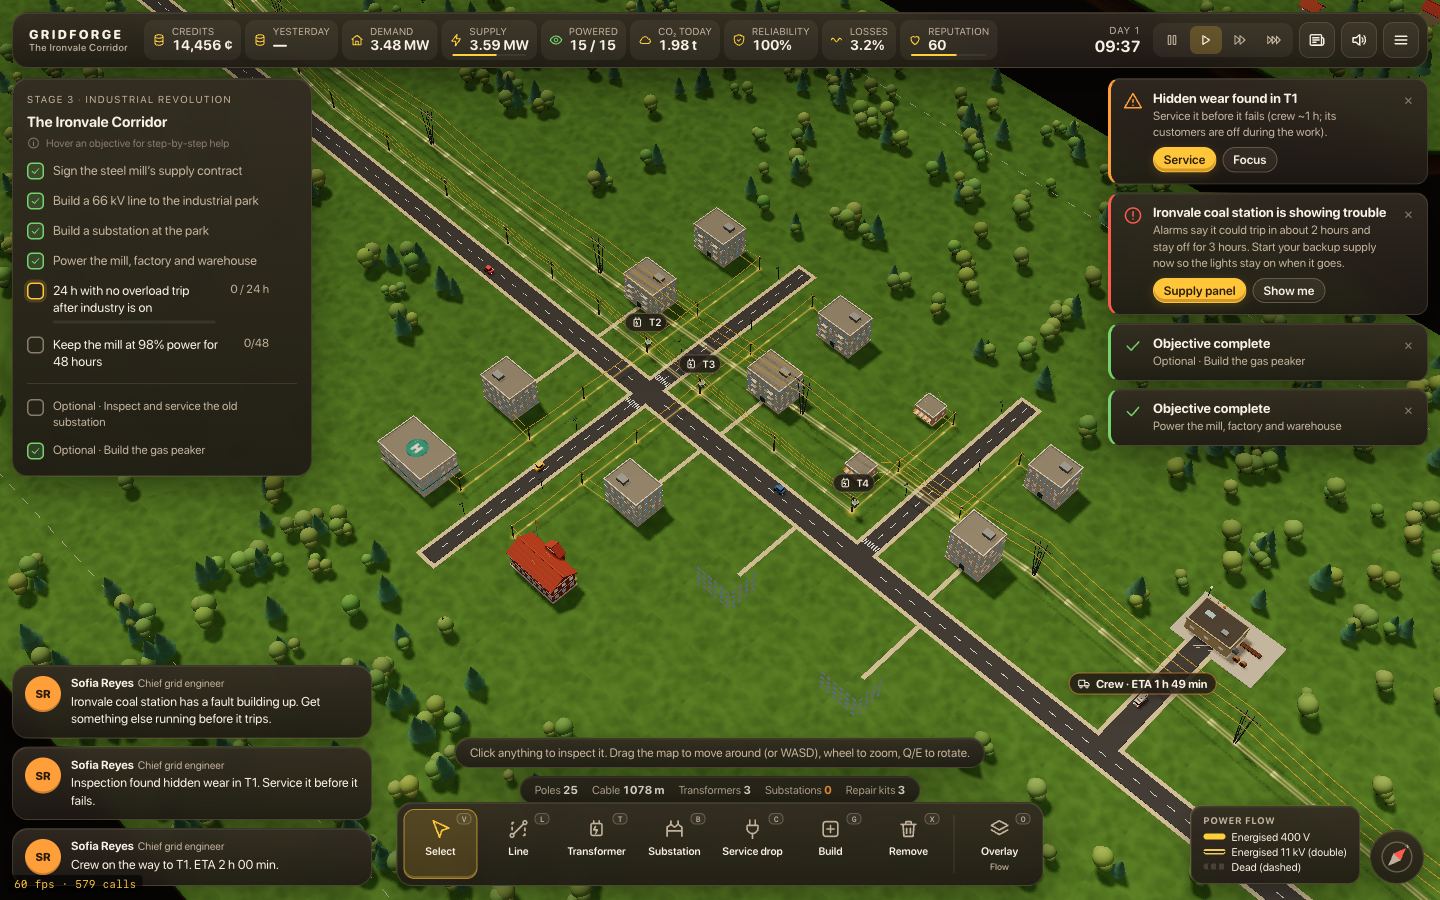 GRIDFORGE
The Ironvale Corridor
CREDITS
14,456 ¢
YESTERDAY
—
DEMAND
3.48 MW
SUPPLY
3.59 MW
POWERED
15 / 15
CO₂ TODAY
1.98 t
RELIABILITY
100%
LOSSES
3.2%
REPUTATION
60
DAY 1
09:37
STAGE 3 · INDUSTRIAL REVOLUTION
The Ironvale Corridor
Hover an objective for step-by-step help
Sign the steel mill's supply contract
Build a 66 kV line to the industrial park
Build a substation at the park
Power the mill, factory and warehouse
24 h with no overload trip 0 / 24 h
after industry is on
Keep the mill at 98% power for 0/48
48 hours
Optional · Inspect and service the old
substation
Optional · Build the gas peaker
Hidden wear found in T1
Service it before it fails (crew ~1 h; its
customers are off during the work).
Service Focus
Ironvale coal station is showing trouble
Alarms say it could trip in about 2 hours and
stay off for 3 hours. Start your backup supply
now so the lights stay on when it goes.
Supply panel Show me
Objective complete
Optional · Build the gas peaker
Objective complete
Power the mill, factory and warehouse
T2
T3
T4
H
Crew · ETA 1 h 49 min
SR
Sofia Reyes Chief grid engineer
Ironvale coal station has a fault building up. Get
something else running before it trips.
SR
Sofia Reyes Chief grid engineer
Inspection found hidden wear in T1. Service it before it
fails.
SR
Sofia Reyes Chief grid engineer
Crew on the way to T1. ETA 2 h 00 min.
60 fps · 579 calls
Click anything to inspect it. Drag the map to move around (or WASD), wheel to zoom, Q/E to rotate.
Poles 25 Cable 1078 m Transformers 3 Substations 0 Repair kits 3
V
Select
L
Line
T
Transformer
B
Substation
C
Service drop
G
Build
X
Remove
O
Overlay
Flow
POWER FLOW
Energised 400 V
Energised 11 kV (double)
Dead (dashed)